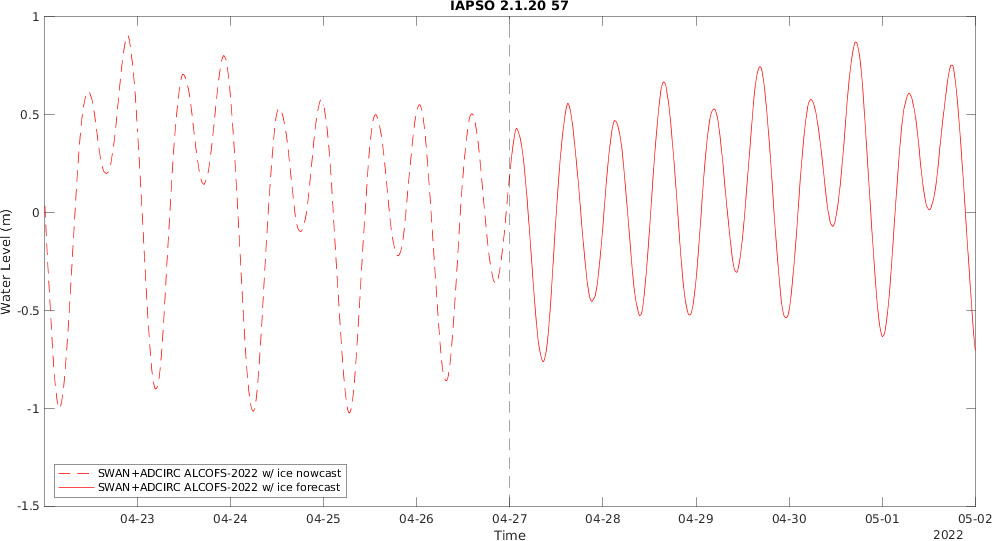 IAPSO 2.1.20 57
Water Level (m)
1
0.5
0
-0.5
-1
-1.5
SWAN+ADCIRC ALCOFS-2022 w/ ice nowcast
SWAN+ADCIRC ALCOFS-2022 w/ ice forecast
04-23 04-24 04-25 04-26 04-27 04-28 04-29 04-30 05-01 05-02
Time
2022